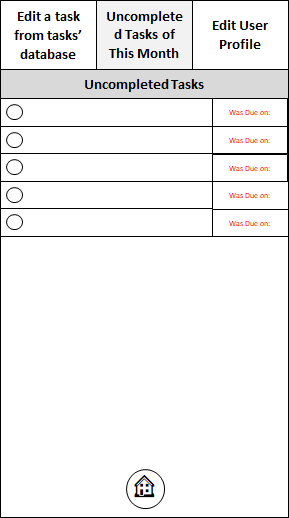 Edit a task
from tasks’
database
Uncomplete
d Tasks of
This Month
Edit User
Profile
Uncompleted Tasks
Was Due on:
Was Due on:
Was Due on:
Was Due on:
Was Due on: